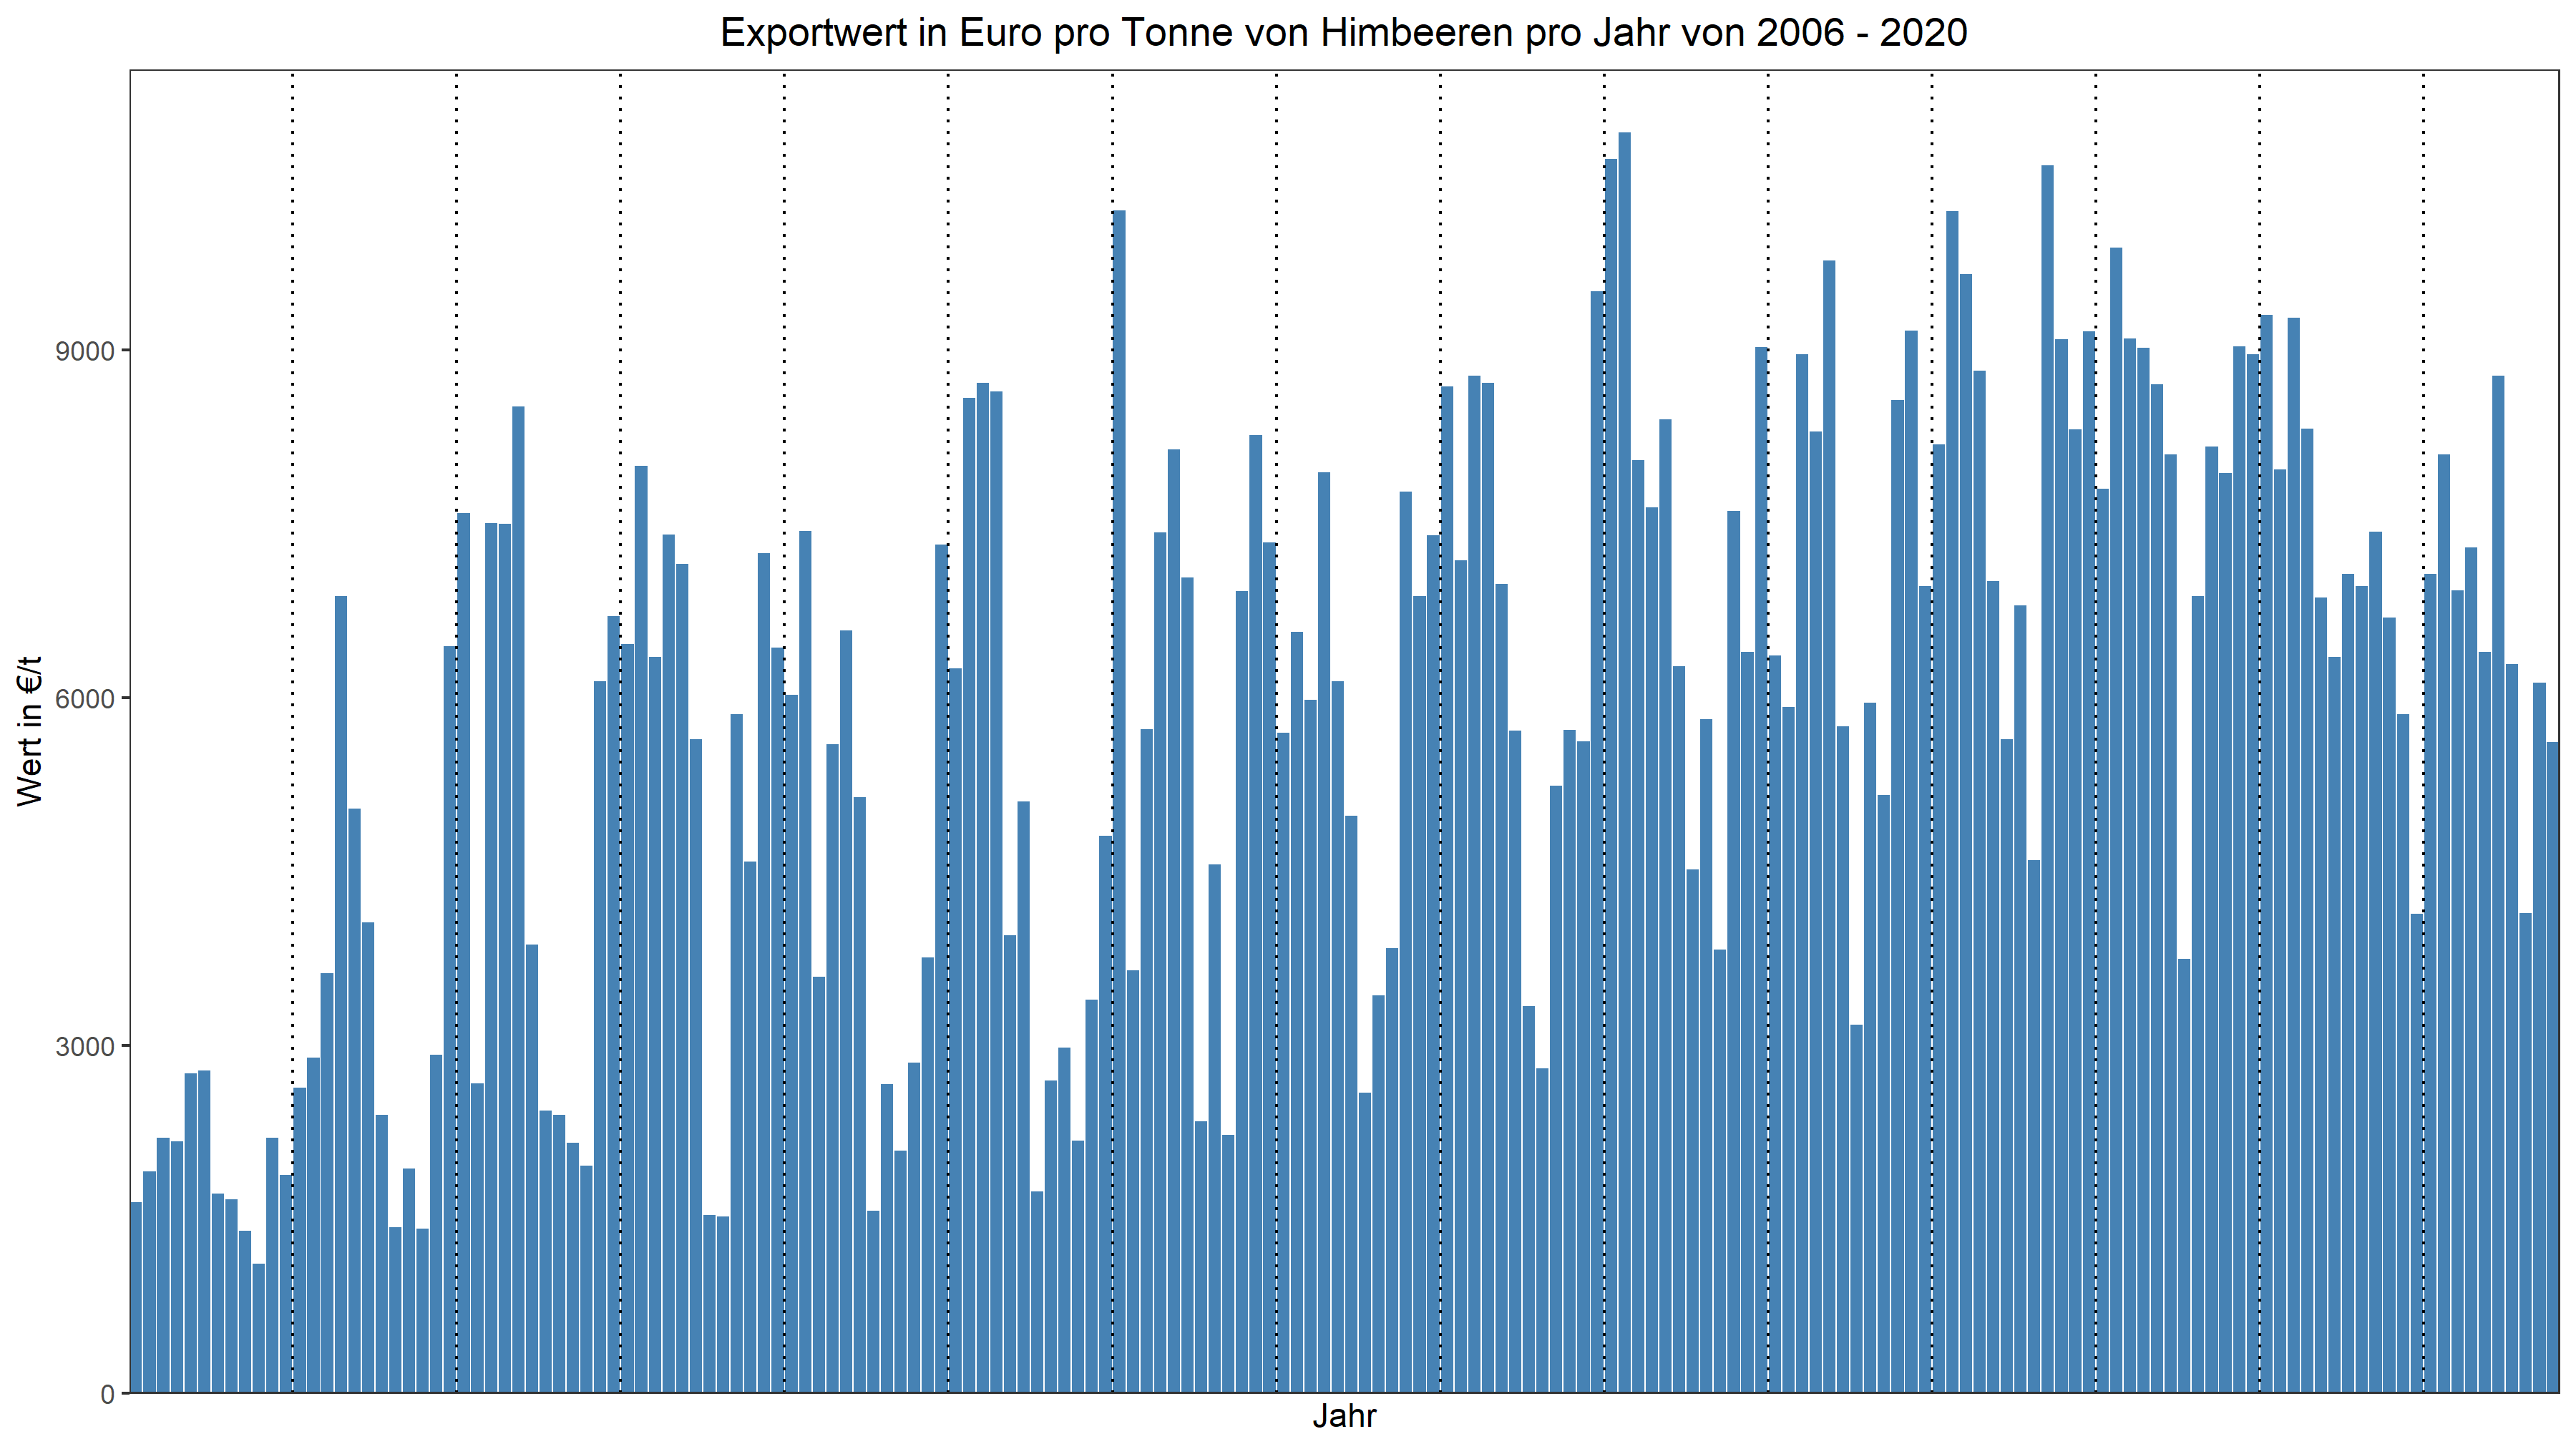 Exportwert in Euro pro Tonne von Himbeeren pro Jahr von 2006 - 2020
Wert in €/t
9000
6000
3000
0
Jahr